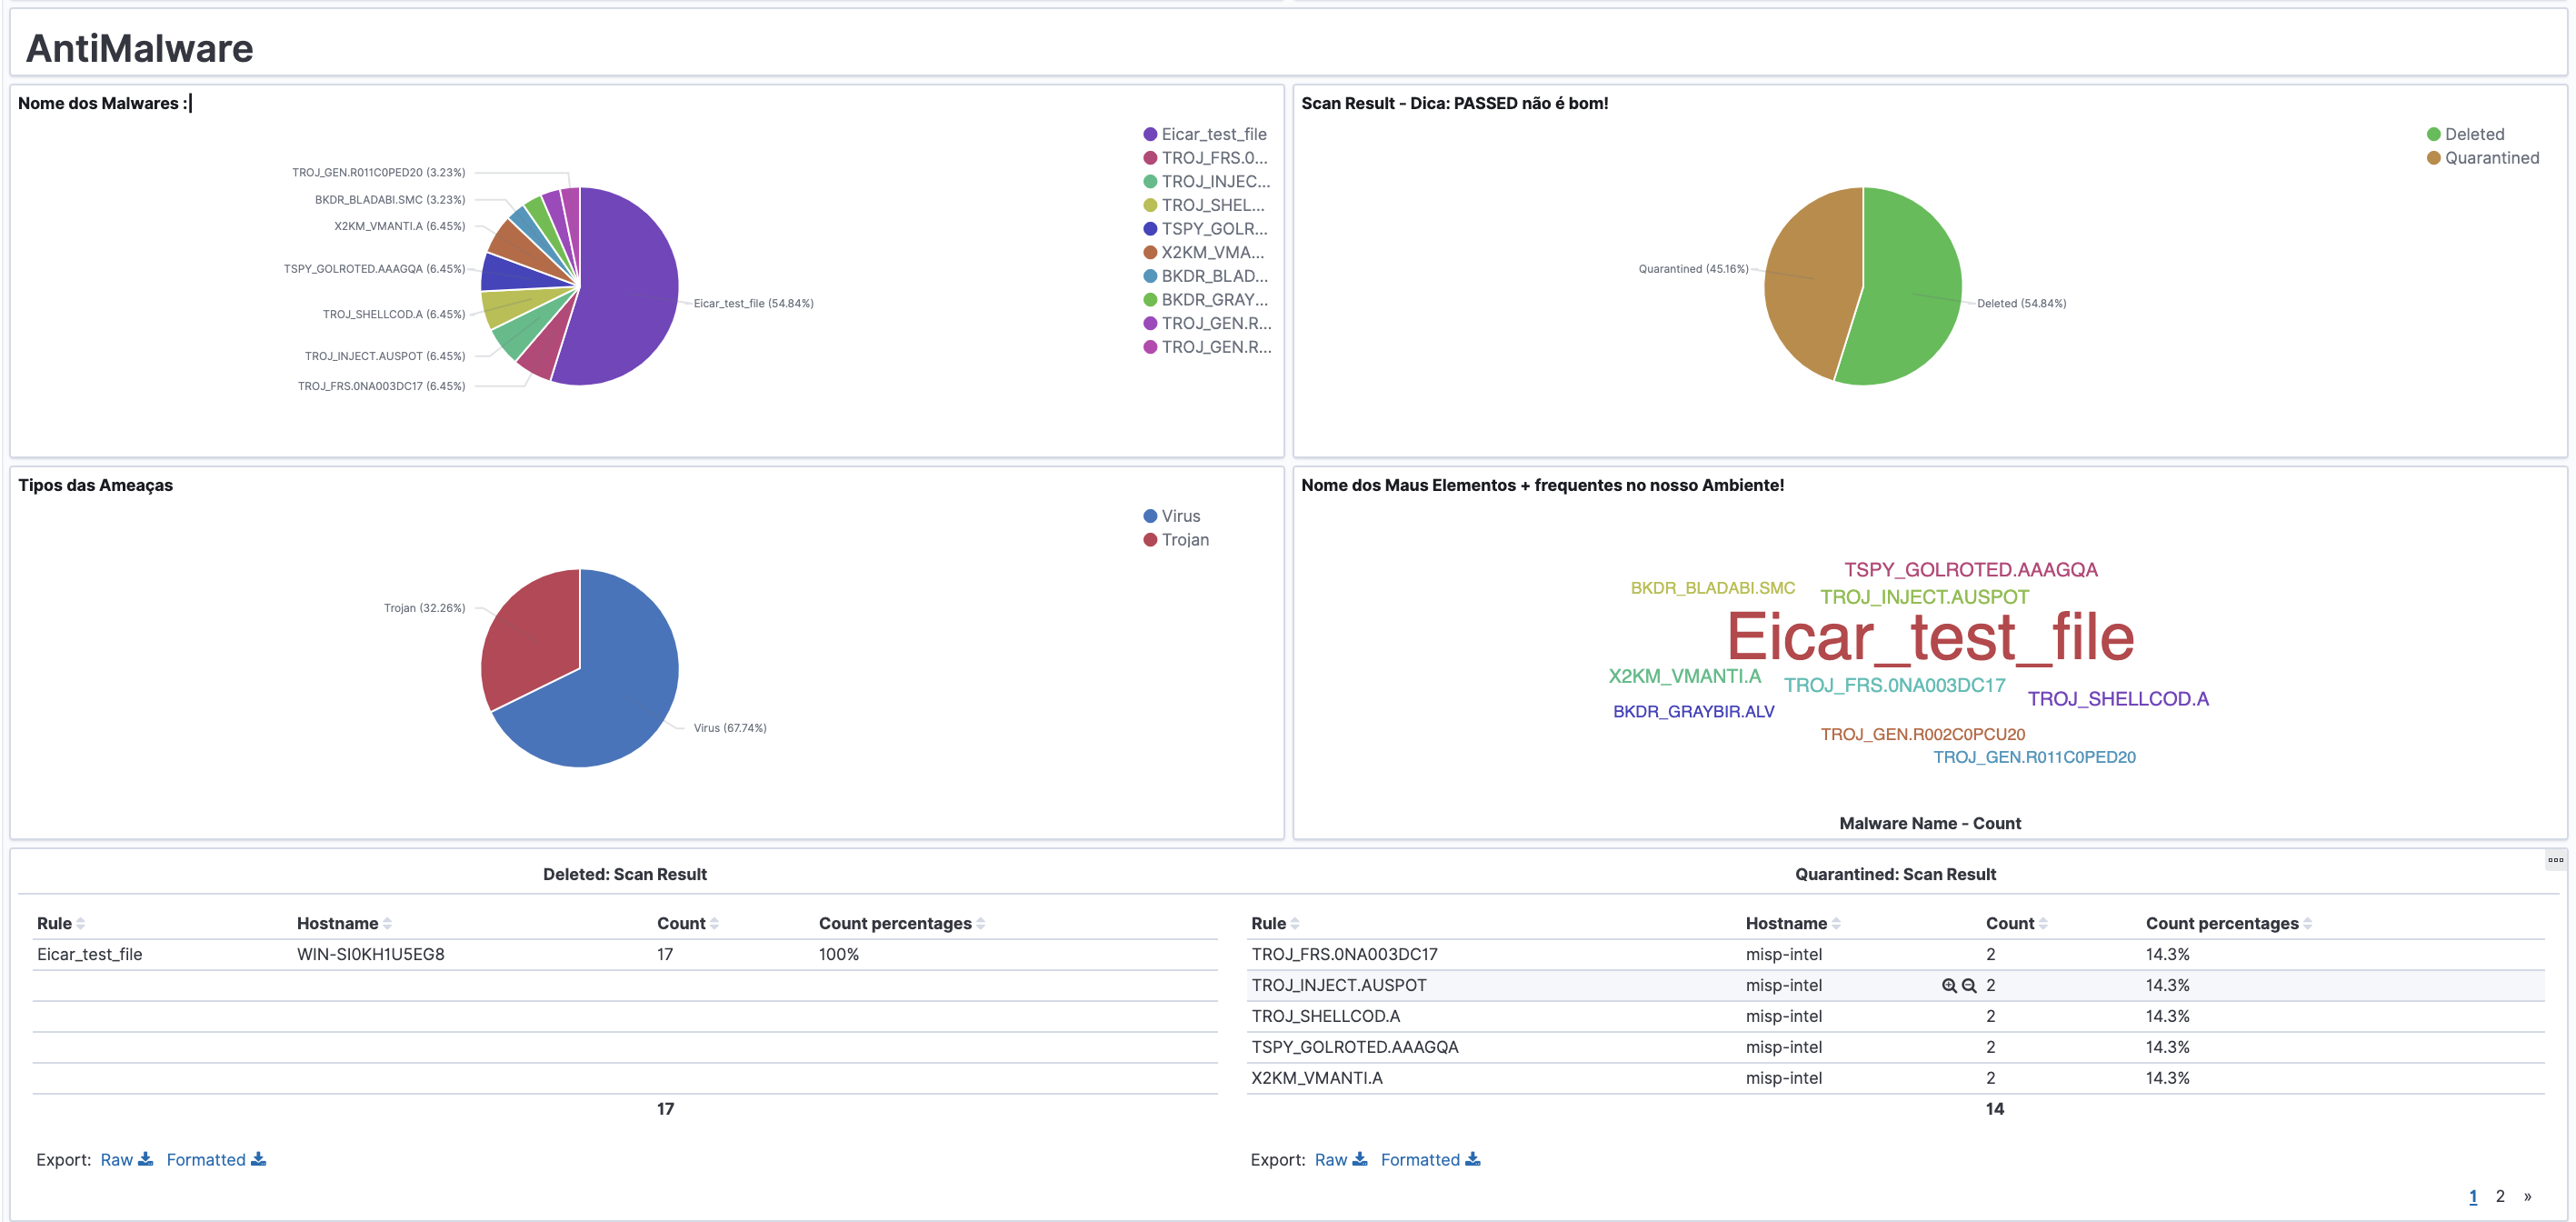 AntiMalware
Nome dos Malwares :|
TROJ_GEN.R011C0PED20 (3.23%)
BKDR_BLADABI.SMC (3.23%)
X2KM_VMANTI.A (6.45%)
TSPY_GOLROTED.AAAGQA (6.45%)
TROJ_SHELLCOD.A (6.45%)
TROJ_INJECT.AUSPOT (6.45%)
TROJ_FRS.0NA003DC17 (6.45%)
Eicar_test_file (54.84%)
Eicar_test_file
TROJ_FRS.0...
TROJ_INJEC...
TROJ_SHEL...
TSPY_GOLR...
X2KM_VMA...
BKDR_BLAD...
BKDR_GRAY...
TROJ_GEN.R...
TROJ_GEN.R...
Scan Result - Dica: PASSED não é bom!
Quarantined (45.16%)
Deleted (54.84%)
Deleted
Quarantined
Tipos das Ameaças
Trojan (32.26%)
Virus (67.74%)
Virus
Trojan
Nome dos Maus Elementos + frequentes no nosso Ambiente!
TSPY_GOLROTED.AAAGQA
BKDR_BLADABI.SMC
TROJ_INJECT.AUSPOT
Eicar_test_file
X2KM_VMANTI.A
TROJ_FRS.0NA003DC17
TROJ_SHELLCOD.A
BKDR_GRAYBIR.ALV
TROJ_GEN.R002C0PCU20
TROJ_GEN.R011C0PED20
Malware Name - Count
Deleted: Scan Result
Rule Hostname Count Count percentages
Eicar_test_file WIN-SI0KH1U5EG8 17 100%
17
Export: Raw Formatted
Quarantined: Scan Result
Rule Hostname Count Count percentages
TROJ_FRS.0NA003DC17 misp-intel 2 14.3%
TROJ_INJECT.AUSPOT misp-intel 2 14.3%
TROJ_SHELLCOD.A misp-intel 2 14.3%
TSPY_GOLROTED.AAAGQA misp-intel 2 14.3%
X2KM_VMANTI.A misp-intel 2 14.3%
14
Export: Raw Formatted
1 2 »